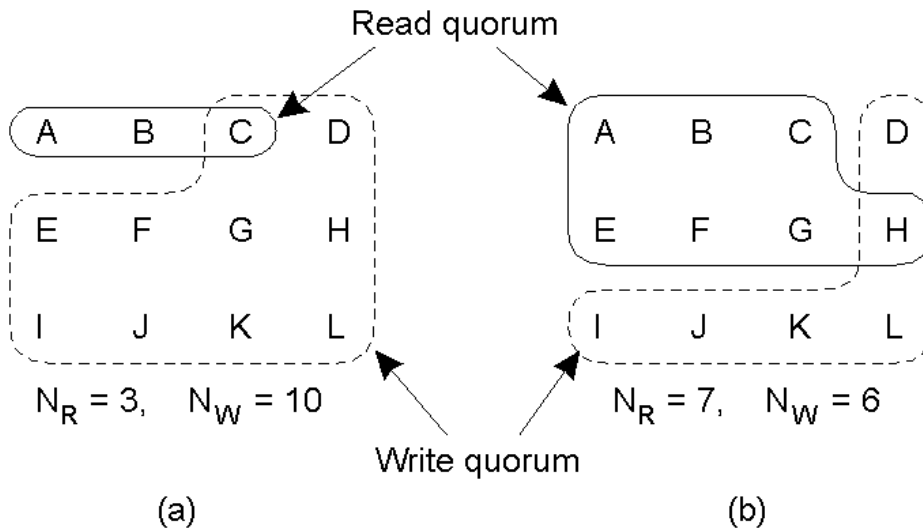 Read quorum
A B C D
E F G H
I J K L
N_R = 3, N_W = 10
A B C D
E F G H
I J K L
N_R = 7, N_W = 6
Write quorum
(a)
(b)